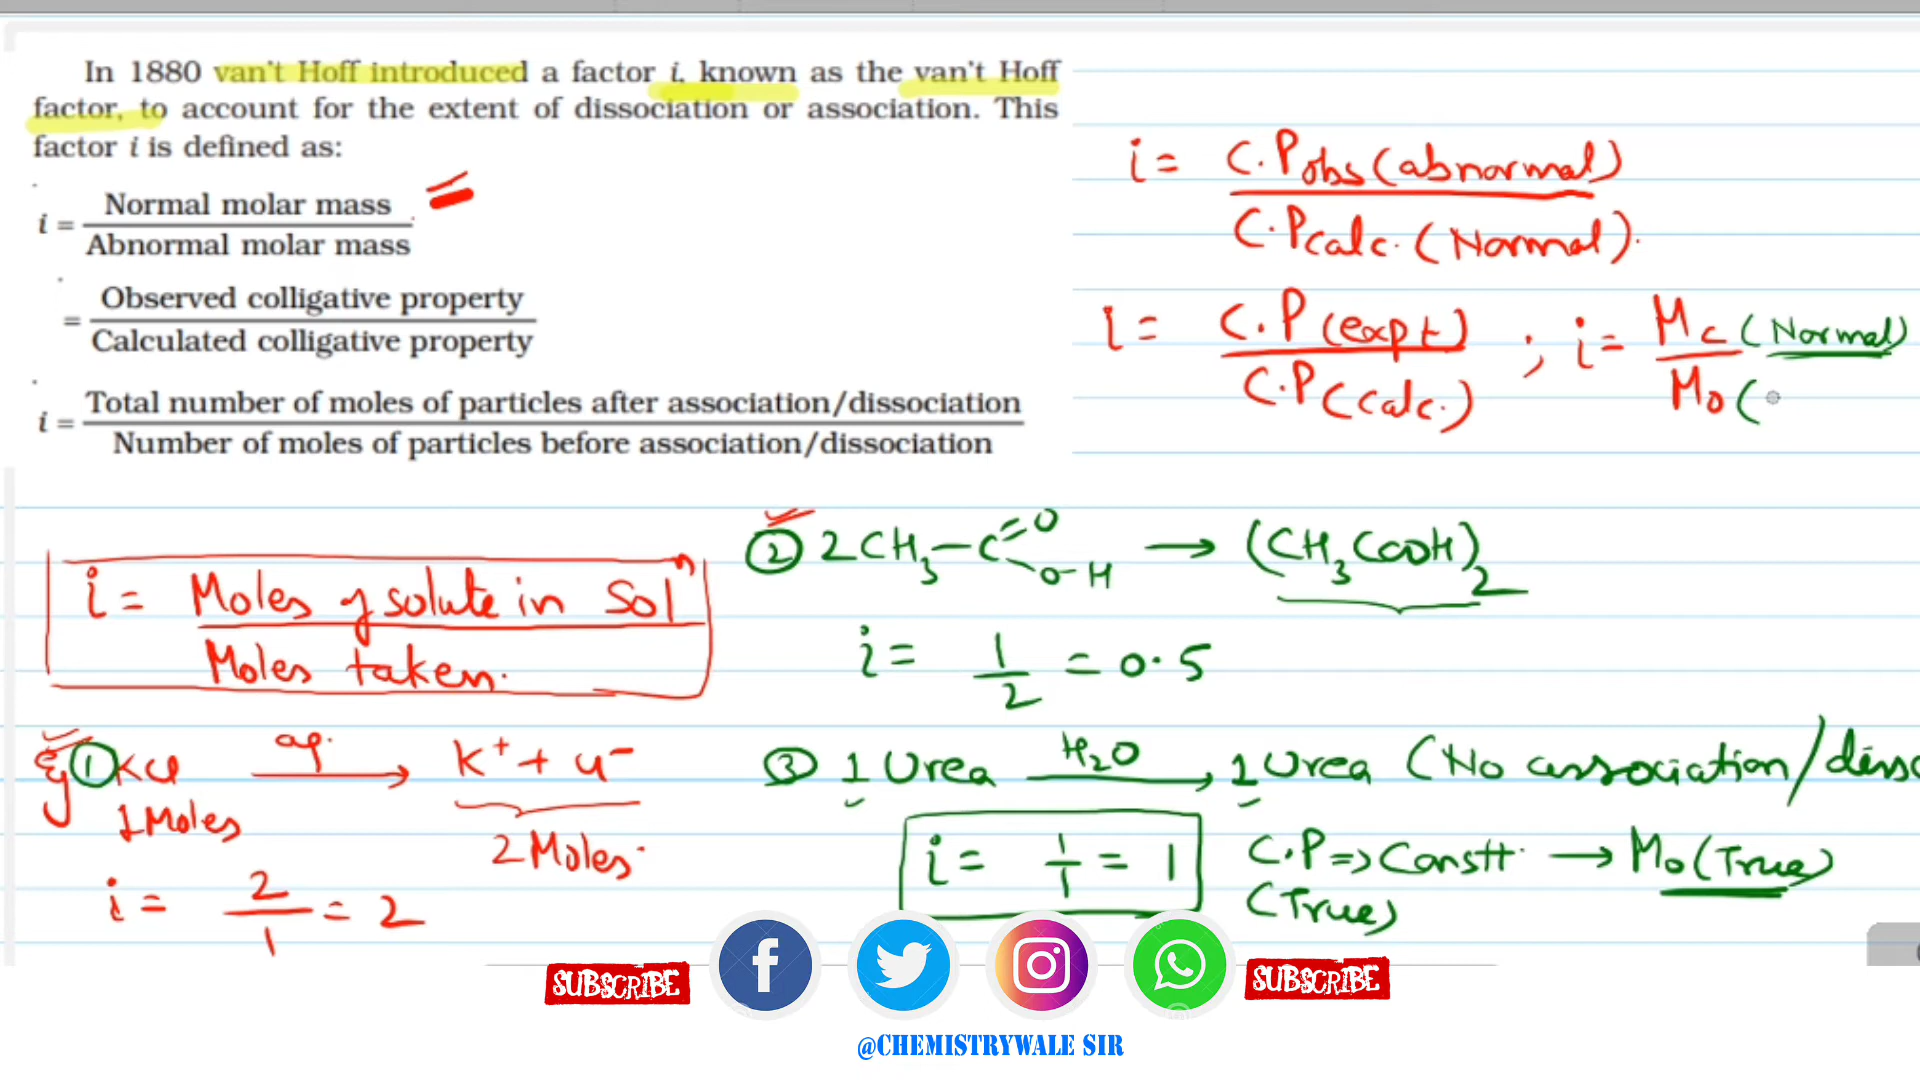 In 1880 van't Hoff introduced a factor i, known as the van't Hoff
factor, to account for the extent of dissociation or association. This
factor i is defined as:
i = Normal molar mass
Abnormal molar mass
= Observed colligative property
Calculated colligative property
i = Total number of moles of particles after association/dissociation
Number of moles of particles before association/dissociation
i = C.P obs (abnormal)
C.P calc. (Normal).
i = C.P (expt) ; i = Mc (Normal)
C.P (calc.) Mo (
i = Moles of solute in Solⁿ
Moles taken.
Eg ① KCl aq. → K⁺ + Cl⁻
1 Moles 2 Moles.
i = 2/1 = 2
② 2CH₃-C=O O-H → (CH₃COOH)₂
i = 1/2 = 0.5
③ 1 Urea H₂O → 1 Urea (No association/disso
i = 1/1 = 1 C.P => Constt. → Mo (True)
(True)
SUBSCRIBE SUBSCRIBE
@CHEMISTRYWALE SIR